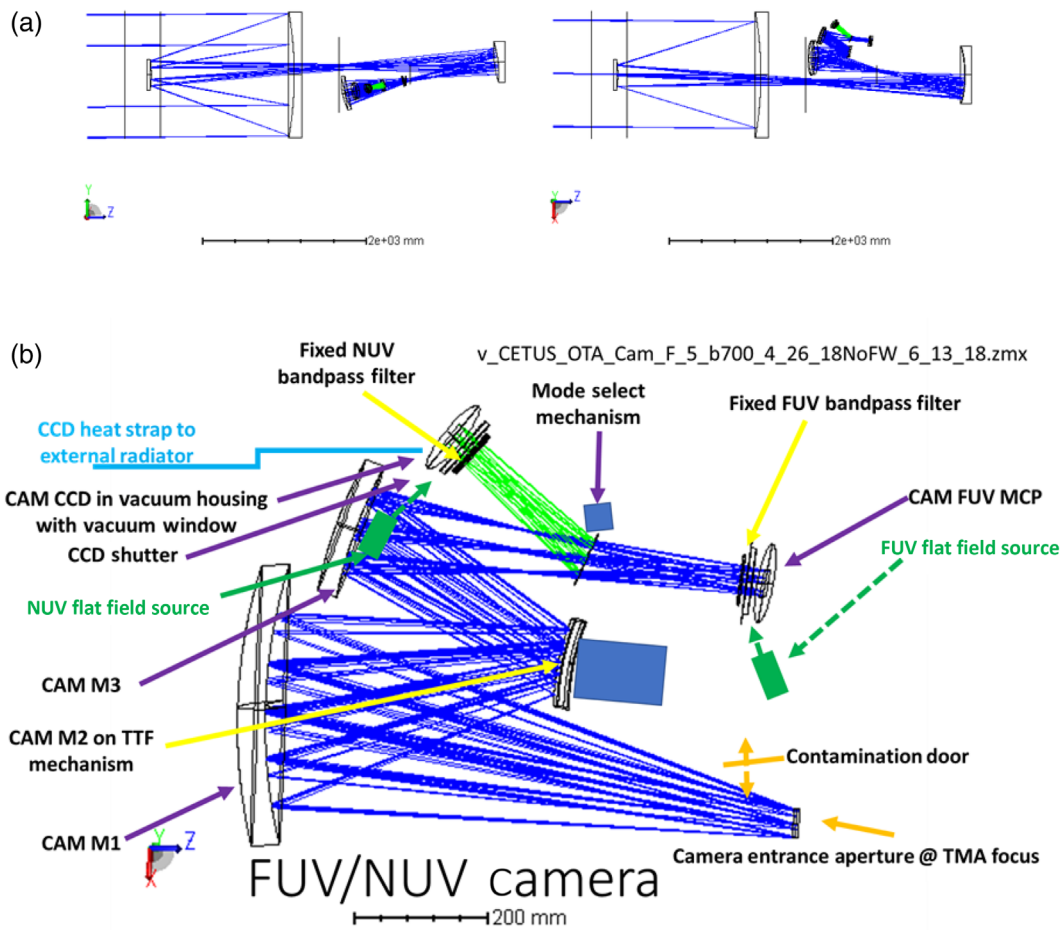 (a)
Y
Z
2e+03 mm
Z
X
2e+03 mm
(b)
Fixed NUV
bandpass filter
v_CETUS_OTA_Cam_F_5_b700_4_26_18NoFW_6_13_18.zmx
Mode select
mechanism
Fixed FUV bandpass filter
CCD heat strap to
external radiator
CAM CCD in vacuum housing
with vacuum window
CCD shutter
CAM FUV MCP
FUV flat field source
NUV flat field source
CAM M3
CAM M2 on TTF
mechanism
Contamination door
CAM M1
Y
Z
X
Camera entrance aperture @ TMA focus
FUV/NUV camera
200 mm